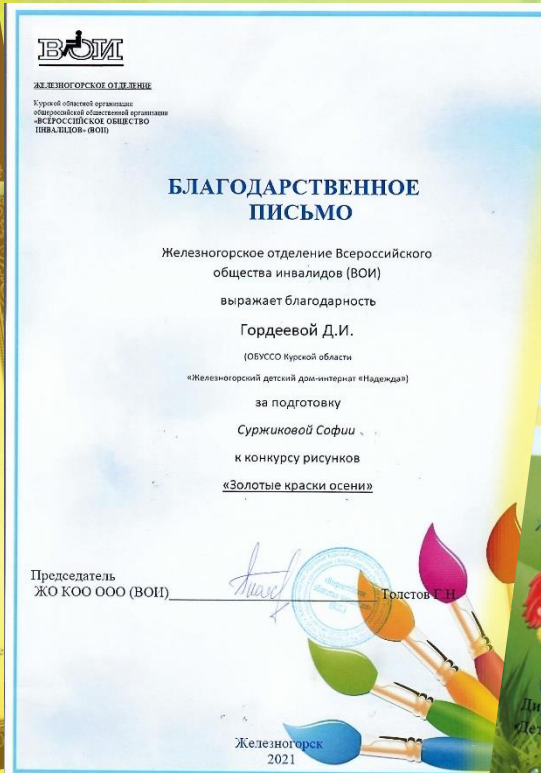 ВОИ
ЖЕЛЕЗНОГОРСКОЕ ОТДЕЛЕНИЕ
Курской областной организации
общероссийской общественной организации
«ВСЕРОССИЙСКОЕ ОБЩЕСТВО
ИНВАЛИДОВ» (ВОИ)
БЛАГОДАРСТВЕННОЕ
ПИСЬМО
Железногорское отделение Всероссийского
общества инвалидов (ВОИ)
выражает благодарность
Гордеевой Д.И.
(ОБУССО Курской области
«Железногорский детский дом-интернат «Надежда»)
за подготовку
Суржиковой Софии
к конкурсу рисунков
«Золотые краски осени»
Председатель
ЖО КОО ООО (ВОИ) Толстов Г.Н.
Железногорск
2021